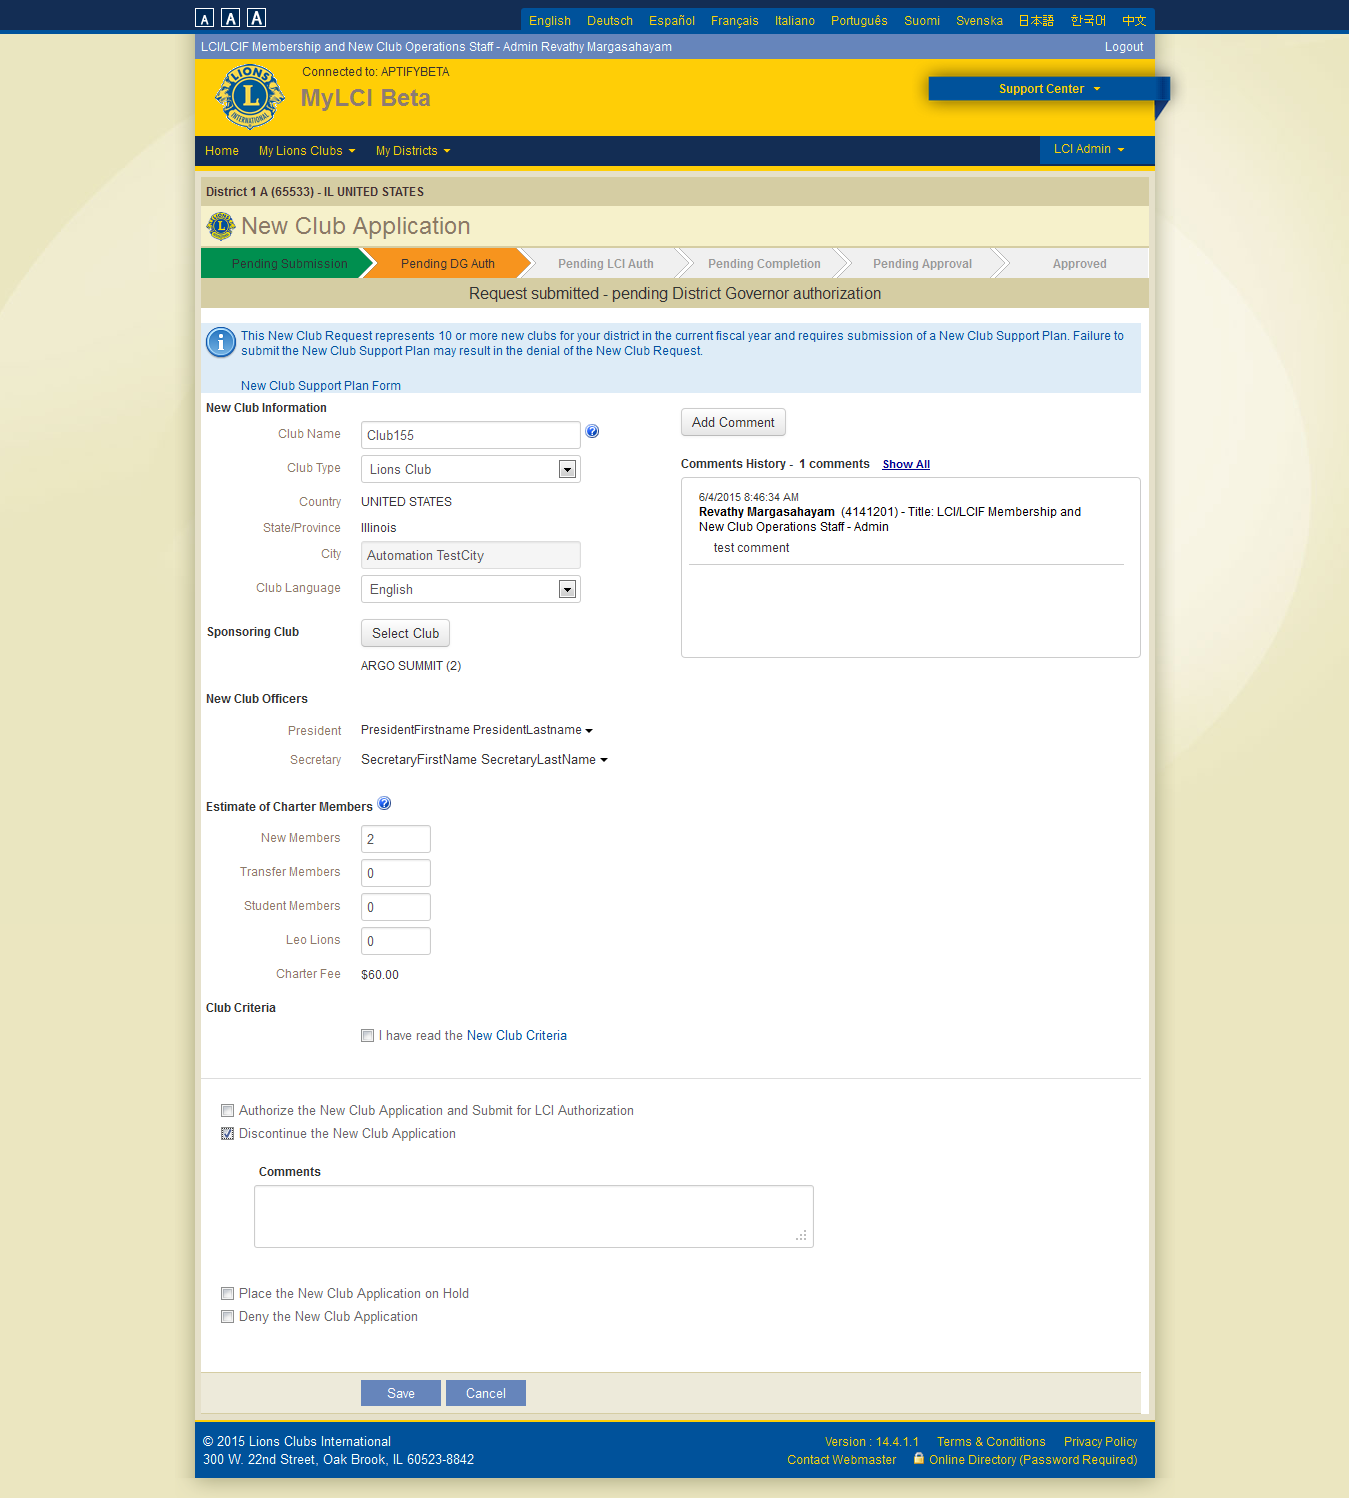 A A A
English Deutsch Español Français Italiano Português Suomi Svenska 日本語 한국어 中文
LCI/LCIF Membership and New Club Operations Staff - Admin Revathy Margasahayam Logout
LIONS
L
INTERNATIONAL
Connected to: APTIFYBETA
MyLCI Beta
Support Center
Home My Lions Clubs My Districts LCI Admin
District 1 A (65533) - IL UNITED STATES
New Club Application
Pending Submission Pending DG Auth Pending LCI Auth Pending Completion Pending Approval Approved
Request submitted - pending District Governor authorization
This New Club Request represents 10 or more new clubs for your district in the current fiscal year and requires submission of a New Club Support Plan. Failure to
submit the New Club Support Plan may result in the denial of the New Club Request.
New Club Support Plan Form
New Club Information
Club Name Club155
Club Type Lions Club
Country UNITED STATES
State/Province Illinois
City Automation TestCity
Club Language English
Sponsoring Club Select Club
ARGO SUMMIT (2)
Add Comment
Comments History - 1 comments Show All
6/4/2015 8:46:34 AM
Revathy Margasahayam (4141201) - Title: LCI/LCIF Membership and
New Club Operations Staff - Admin
test comment
New Club Officers
President PresidentFirstname PresidentLastname
Secretary SecretaryFirstName SecretaryLastName
Estimate of Charter Members
New Members 2
Transfer Members 0
Student Members 0
Leo Lions 0
Charter Fee $60.00
Club Criteria
I have read the New Club Criteria
Authorize the New Club Application and Submit for LCI Authorization
Discontinue the New Club Application
Comments
Place the New Club Application on Hold
Deny the New Club Application
Save Cancel
© 2015 Lions Clubs International
300 W. 22nd Street, Oak Brook, IL 60523-8842
Version : 14.4.1.1 Terms & Conditions Privacy Policy
Contact Webmaster Online Directory (Password Required)